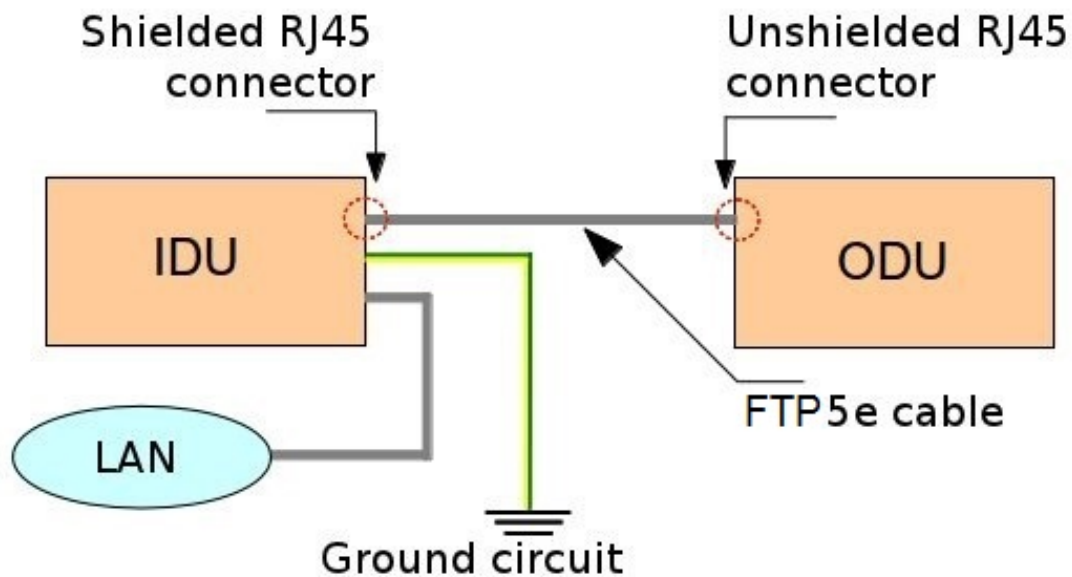 Shielded RJ45
connector
Unshielded RJ45
connector
IDU
ODU
FTP5e cable
LAN
Ground circuit